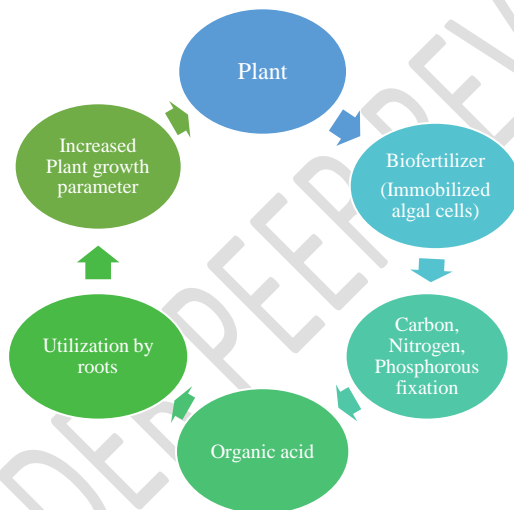 Plant
Biofertilizer
(Immobilized
algal cells)
Carbon,
Nitrogen,
Phosphorous
fixation
Organic acid
Utilization by
roots
Increased
Plant growth
parameter